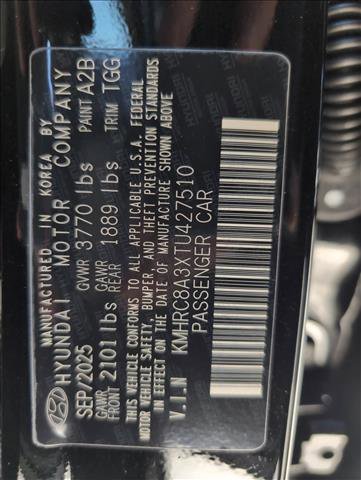 MANUFACTURED IN KOREA BY
HYUNDAI MOTOR COMPANY
SEP/2025 GVWR 3770 lbs PAINT A2B
GAWR FRONT 2101 lbs GAWR REAR 1889 lbs TRIM TGG
THIS VEHICLE CONFORMS TO ALL APPLICABLE U.S.A. FEDERAL
MOTOR VEHICLE SAFETY, BUMPER, AND THEFT PREVENTION STANDARDS
IN EFFECT ON THE DATE OF MANUFACTURE SHOWN ABOVE
V.I.N KMHRC8A3XTU427510
PASSENGER CAR